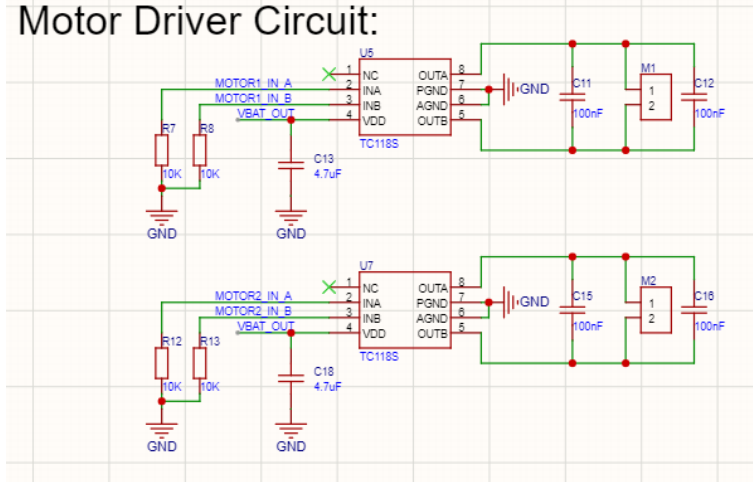 Motor Driver Circuit:
U5
MOTOR1_IN_A
MOTOR1_IN_B
VBAT_OUT
1 NC OUTA 8
2 INA PGND 7
3 INB AGND 6
4 VDD OUTB 5
TC118S
GND
C11
100nF
M1
1
2
C12
100nF
R7
10K
R8
10K
C13
4.7uF
GND
GND
U7
MOTOR2_IN_A
MOTOR2_IN_B
VBAT_OUT
1 NC OUTA 8
2 INA PGND 7
3 INB AGND 6
4 VDD OUTB 5
TC118S
GND
C15
100nF
M2
1
2
C16
100nF
R12
10K
R13
10K
C18
4.7uF
GND
GND